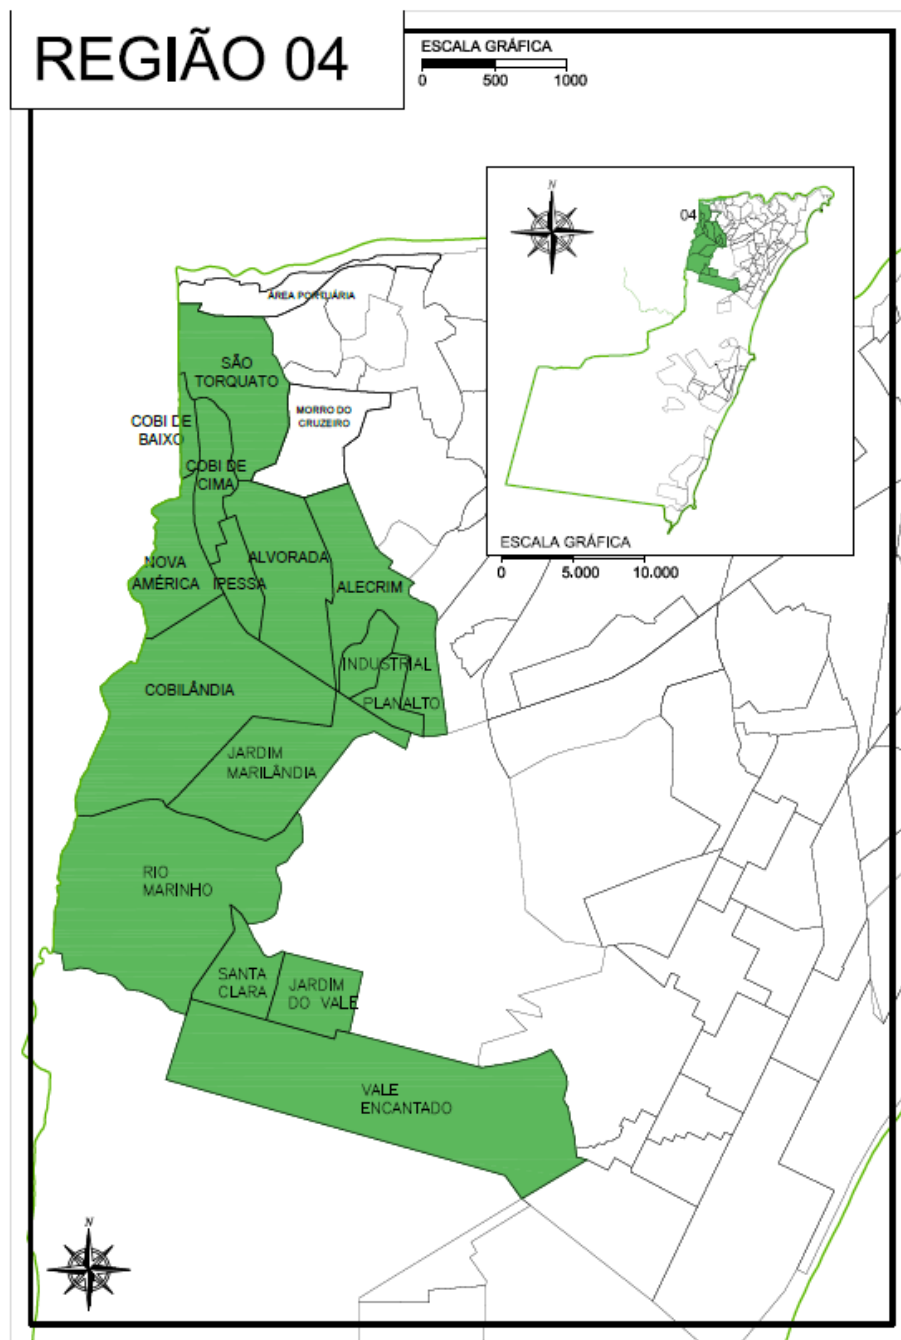 REGIÃO 04
ESCALA GRÁFICA
0 500 1000
N
04
ÁREA PORTUÁRIA
SÃO
TORQUATO
MORRO DO
CRUZEIRO
COBI DE
BAIXO
COBI DE
CIMA
ESCALA GRÁFICA
0 5.000 10.000
NOVA
AMÉRICA
IPESSA
ALVORADA
ALECRIM
INDUSTRIAL
PLANALTO
COBILÂNDIA
JARDIM
MARILÂNDIA
RIO
MARINHO
SANTA
CLARA
JARDIM
DO VALE
VALE
ENCANTADO
N